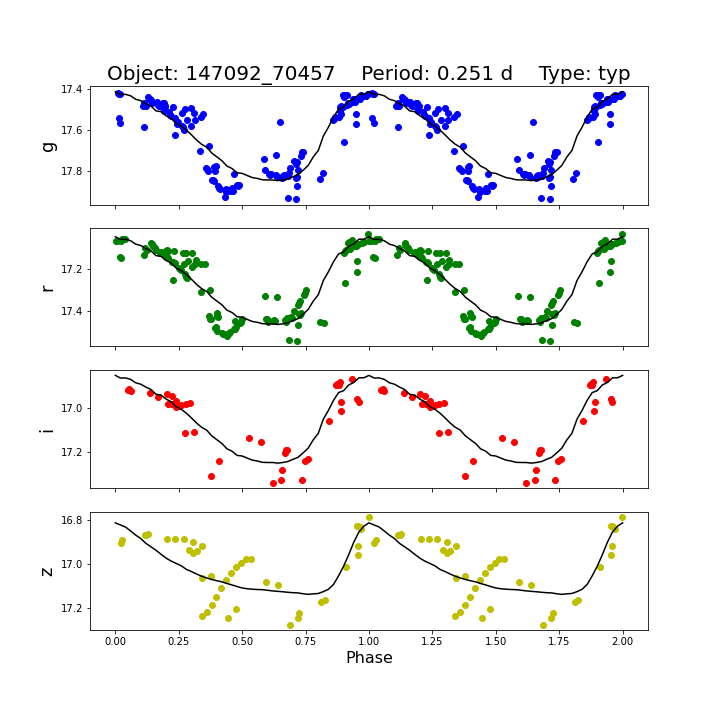 Object: 147092_70457 Period: 0.251 d Type: typ
17.4
17.6
17.8
g
17.2
17.4
r
17.0
17.2
i
16.8
17.0
17.2
z
0.00 0.25 0.50 0.75 1.00 1.25 1.50 1.75 2.00
Phase